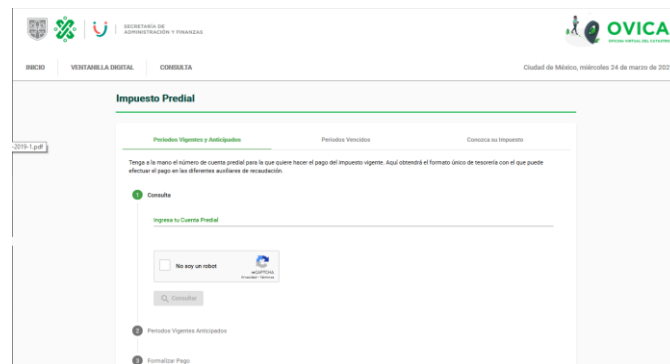 SECRETARÍA DE
ADMINISTRACIÓN Y FINANZAS
OVICA
OFICINA VIRTUAL DEL CATASTRO
INICIO
VENTANILLA DIGITAL
CONSULTA
Ciudad de México, miércoles 24 de marzo de 202
Impuesto Predial
-2019-1.pdf
Periodos Vigentes y Anticipados
Periodos Vencidos
Conozca su Impuesto
Tenga a la mano el número de cuenta predial para la que quiere hacer el pago del impuesto vigente. Aquí obtendrá el formato único de tesorería con el que puede
efectuar el pago en las diferentes auxiliares de recaudación.
1 Consulta
Ingresa tu Cuenta Predial
No soy un robot
reCAPTCHA
Privacidad - Términos
Consultar
2 Periodos Vigentes Anticipados
3 Formalizar Pago